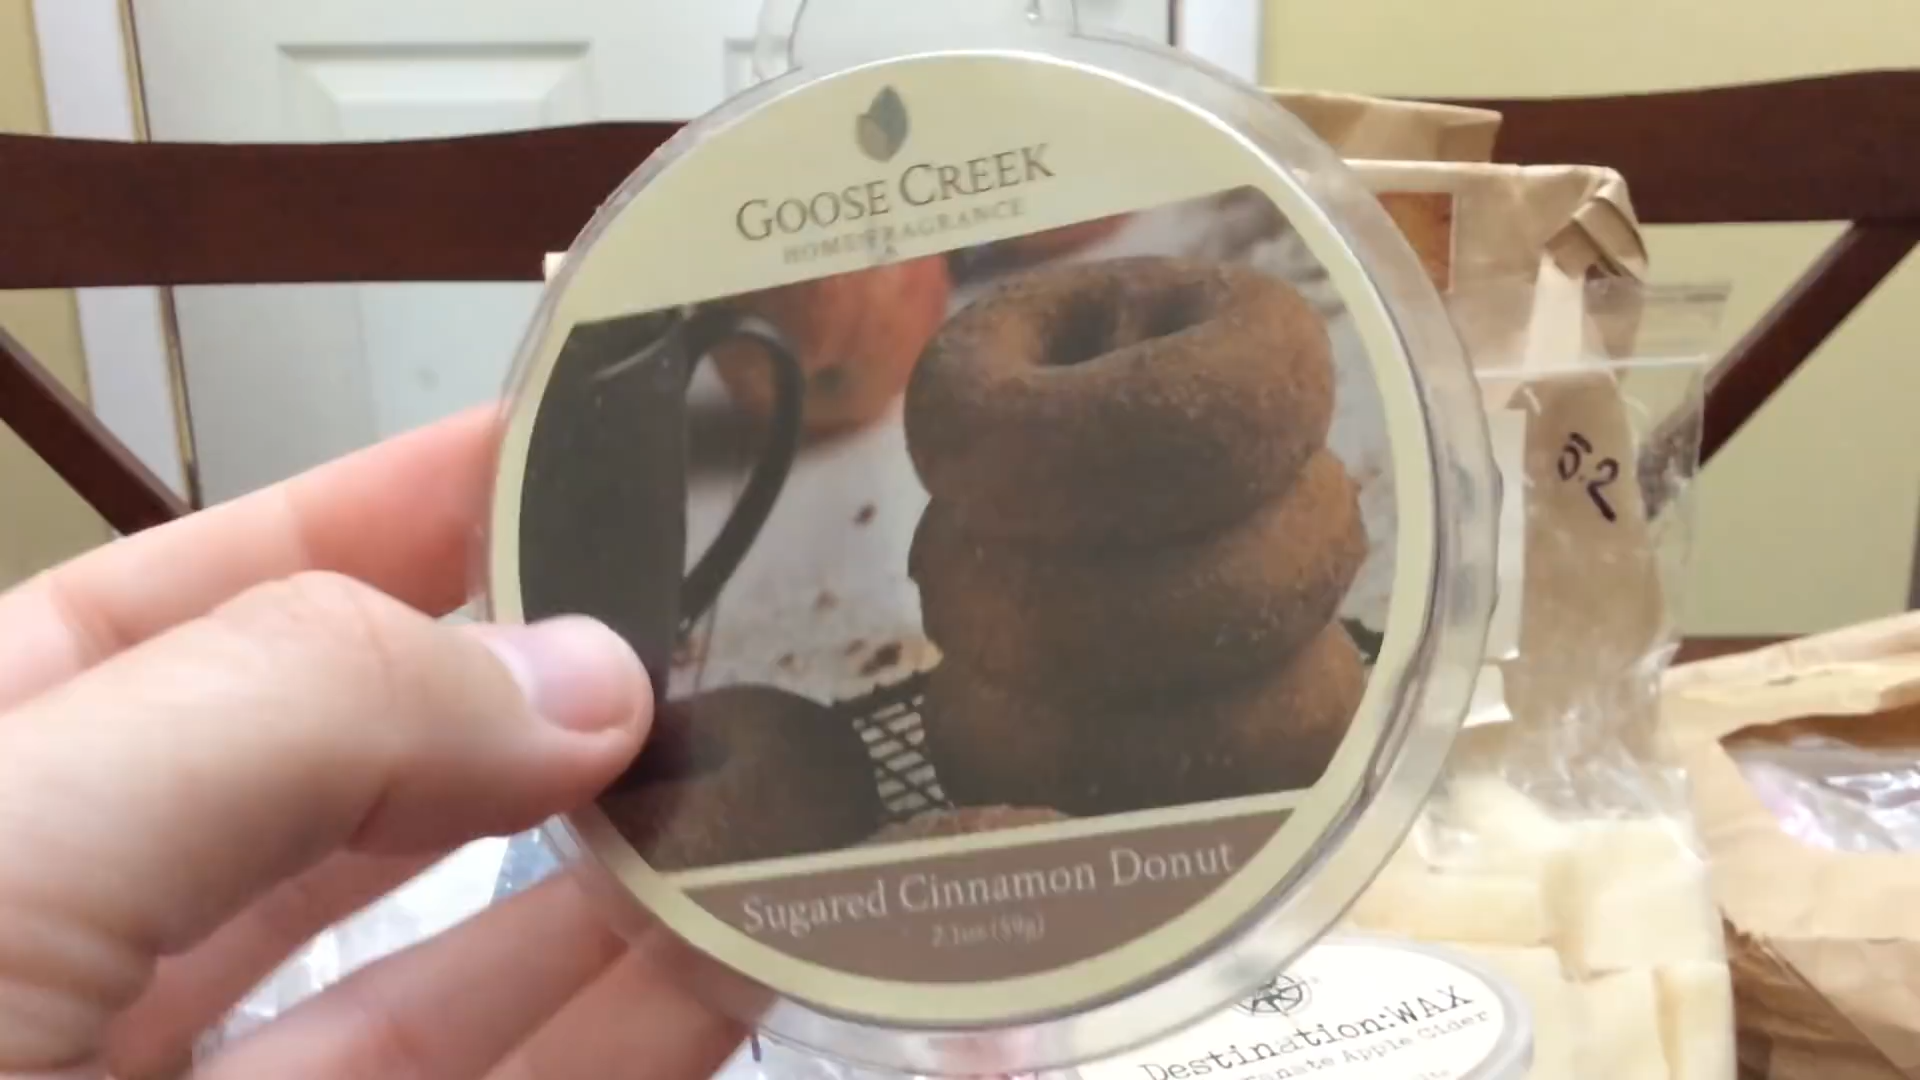 GOOSE CREEK
HOME FRAGRANCE
5.2
Sugared Cinnamon Donut
2.1oz (59g)
Destination:WAX
Apple Cider